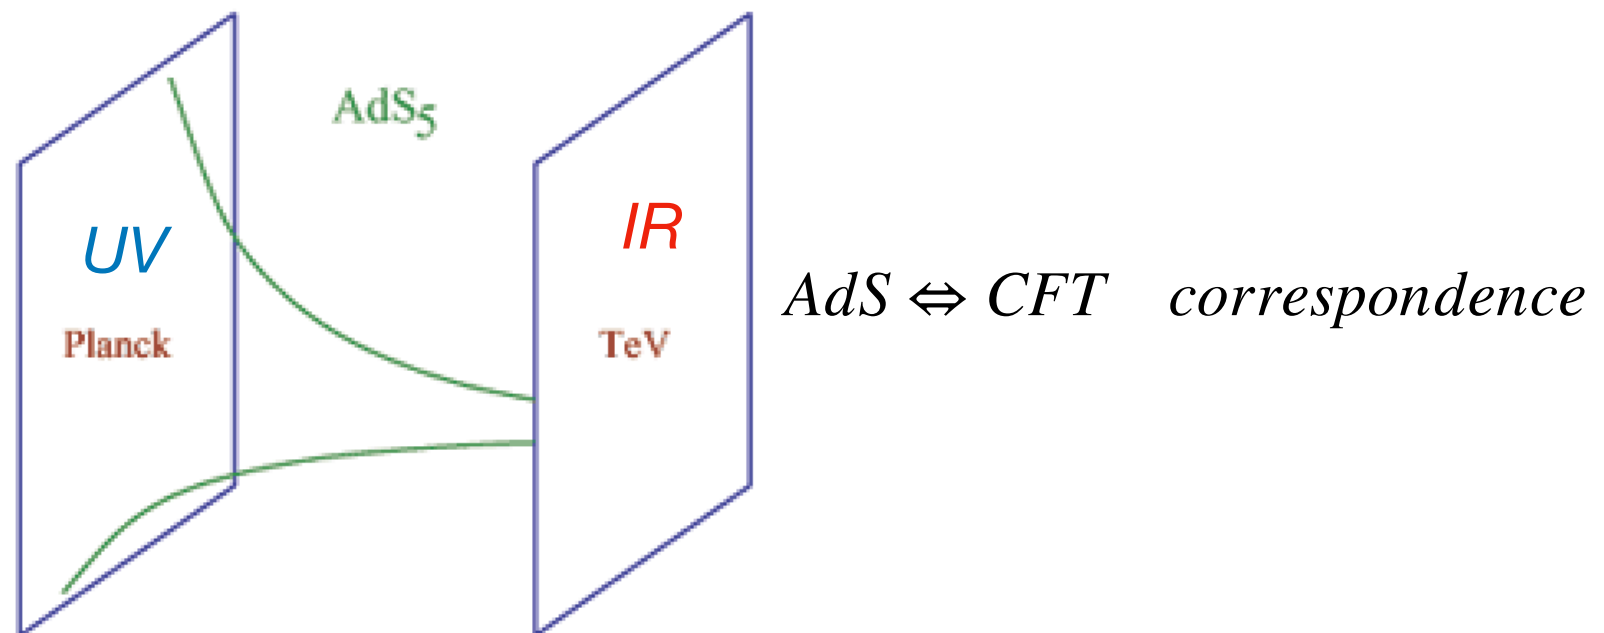 AdS5
UV
IR
Planck
TeV
AdS ⇔ CFT correspondence